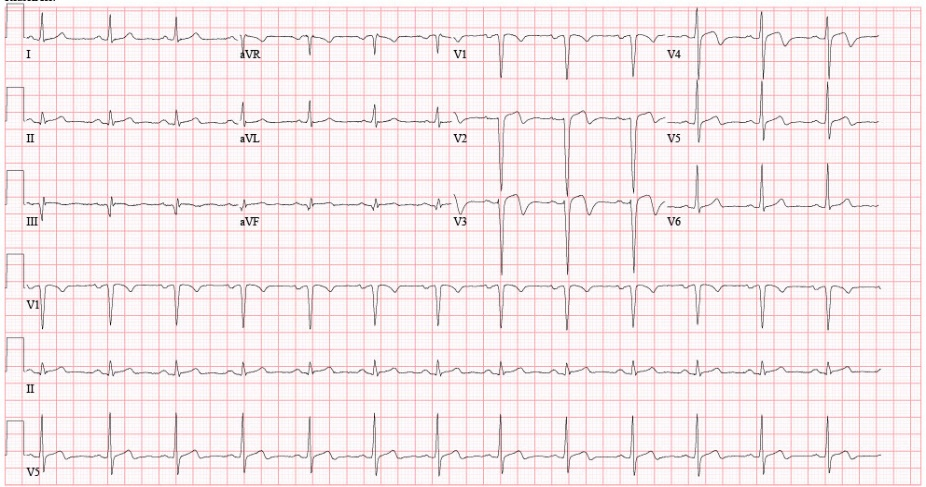 I aVR V1 V4
II aVL V2 V5
III aVF V3 V6
V1
II
V5